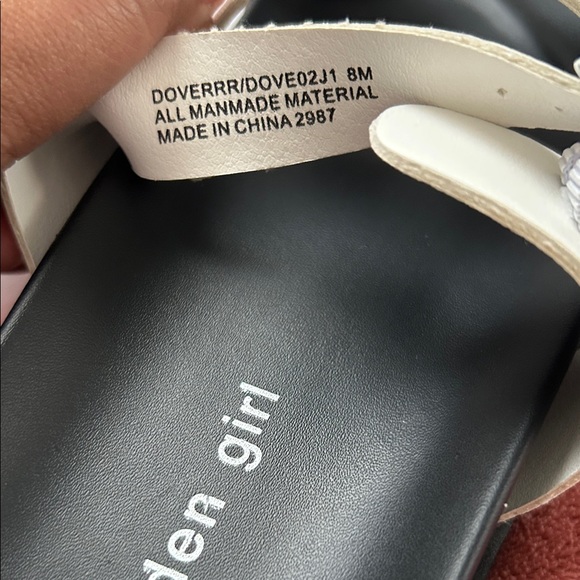 DOVERRR/DOVE02J1 8M
ALL MANMADE MATERIAL
MADE IN CHINA 2987
den girl